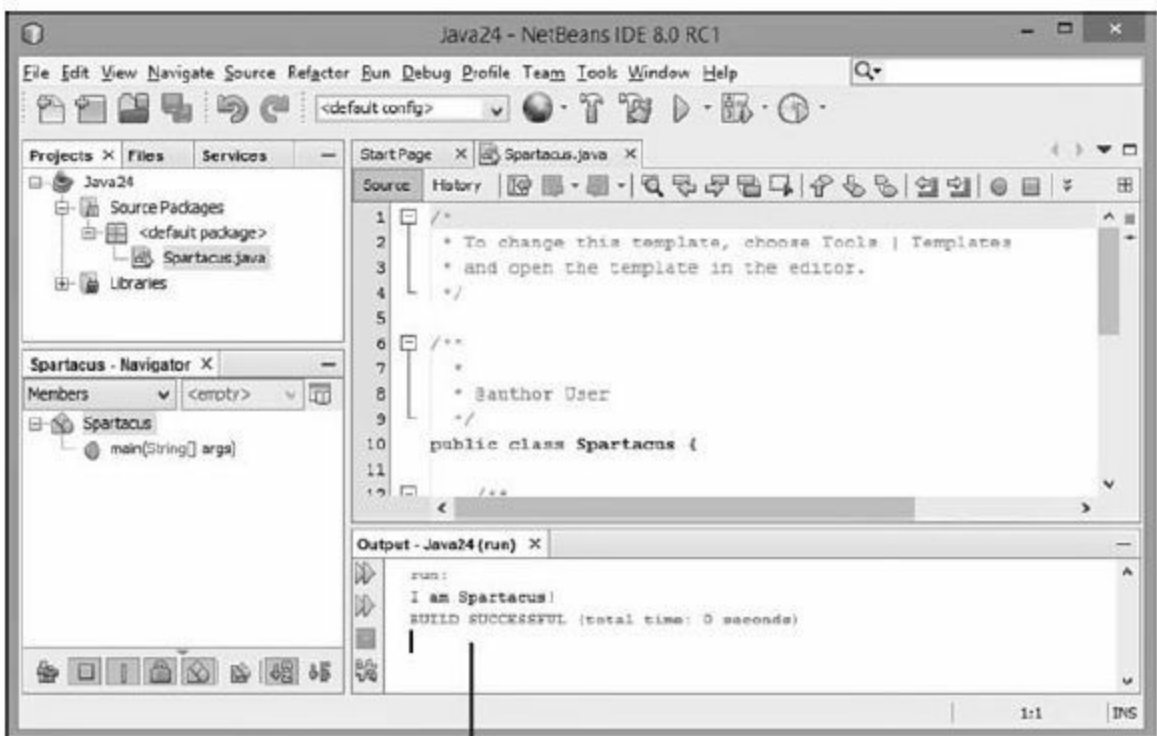 Java24 - NetBeans IDE 8.0 RC1
File Edit View Navigate Source Refactor Run Debug Profile Team Tools Window Help
<default config>
Projects Files Services
Start Page Spartacus.java
Java24
Source Packages
<default package>
Spartacus.java
Libraries
Source History
1 /*
2 * To change this template, choose Tools | Templates
3 * and open the template in the editor.
4 */
5
6 /**
7 *
8 * @author User
9 */
10 public class Spartacus {
11
12 /**
Spartacus - Navigator
Members <empty>
Spartacus
main(String[] args)
Output - Java24 (run)
run:
I am Spartacus!
BUILD SUCCESSFUL (total time: 0 seconds)
1:1 INS